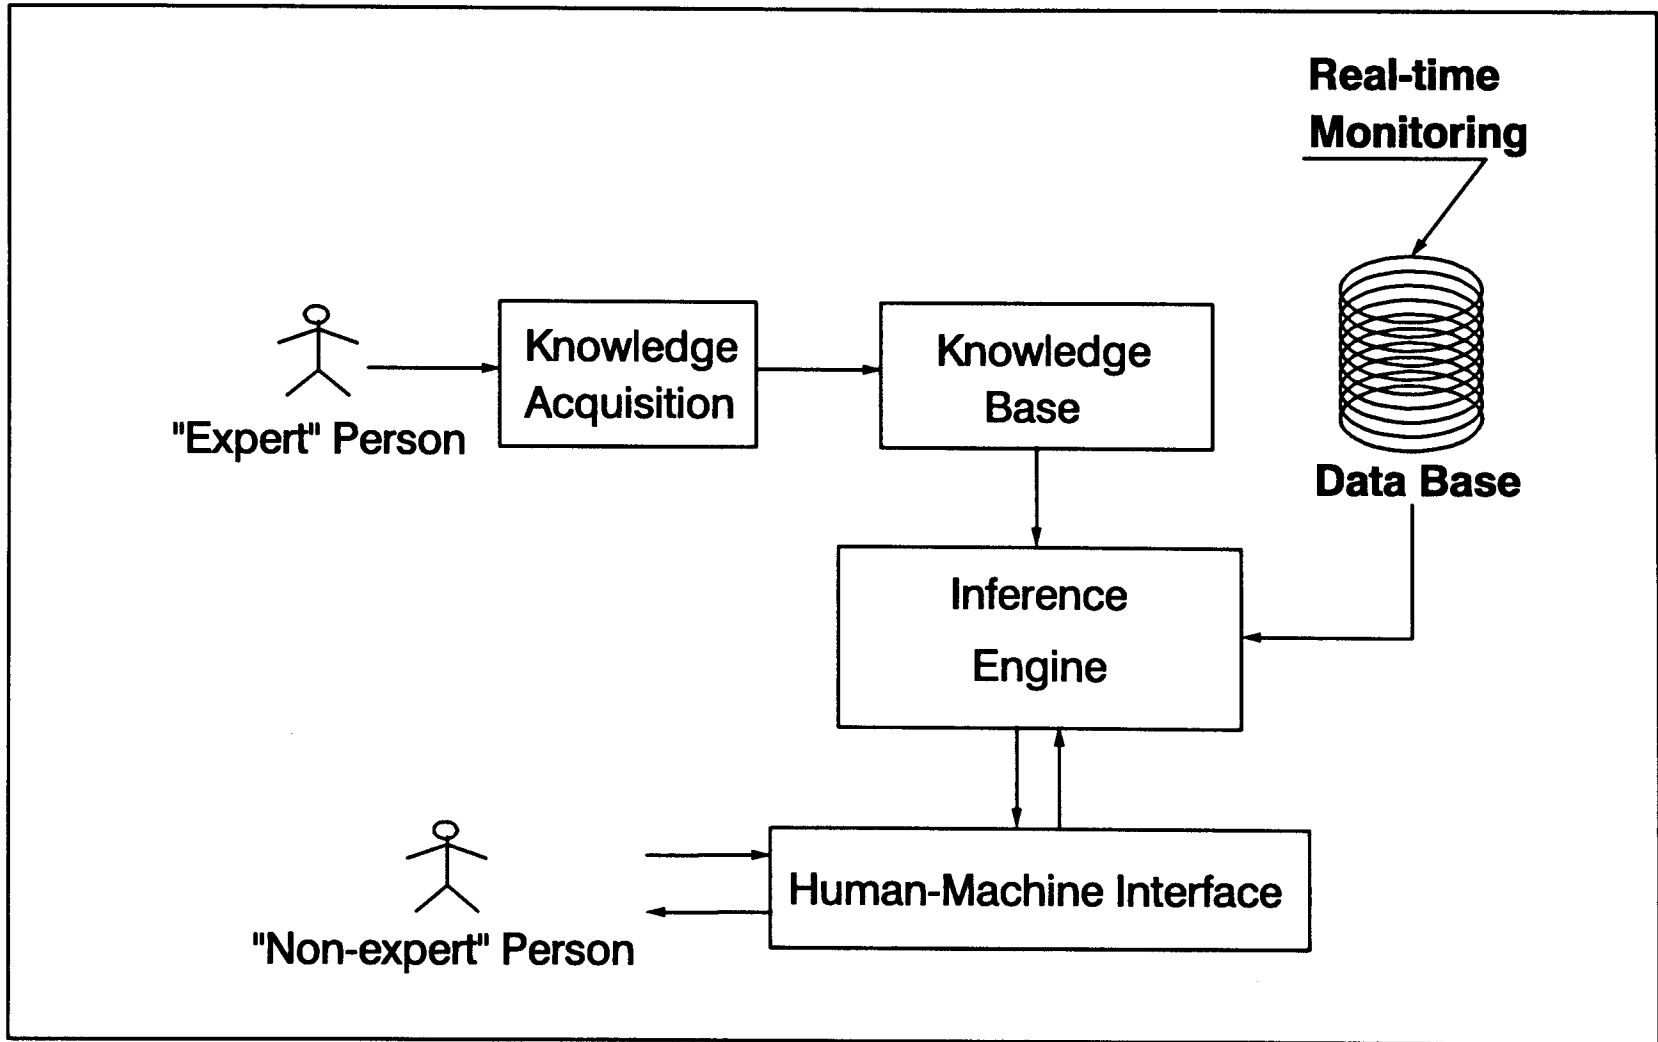 Real-time
Monitoring
Knowledge
Acquisition
Knowledge
Base
"Expert" Person
Data Base
Inference
Engine
Human-Machine Interface
"Non-expert" Person